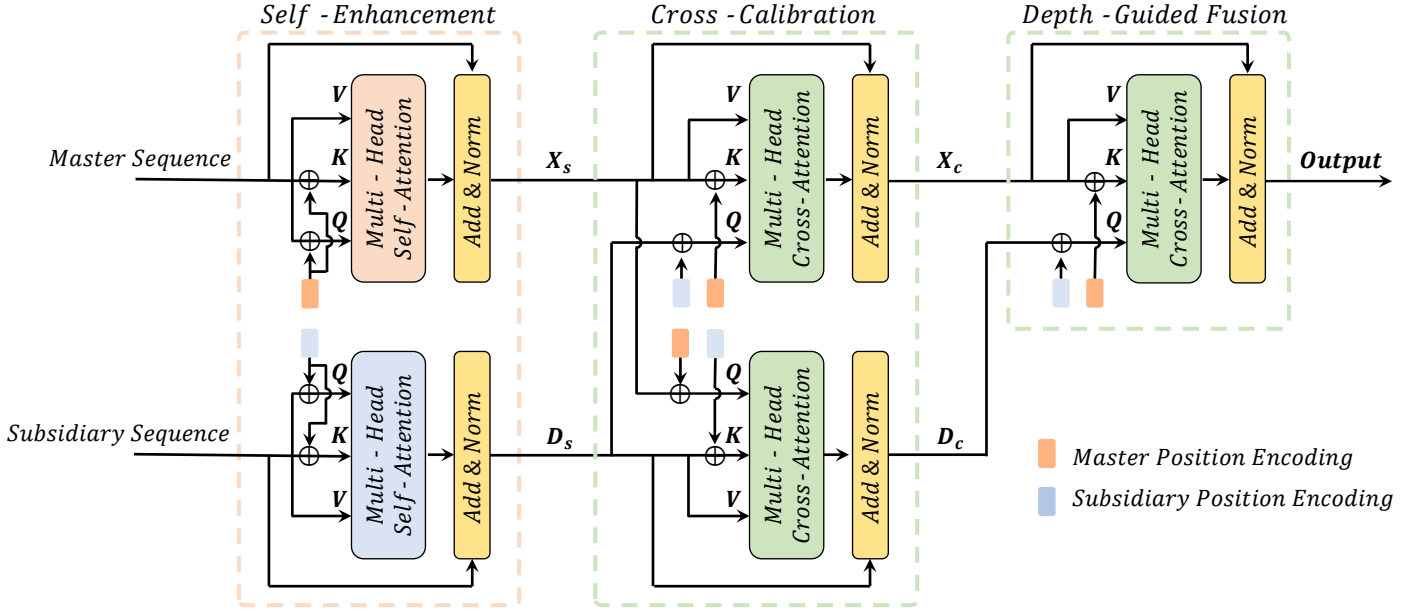 Self - Enhancement
Cross - Calibration
Depth - Guided Fusion
Master Sequence
V
K
Q
Multi - Head
Self - Attention
Add & Norm
X_s
V
K
Q
Multi - Head
Cross - Attention
Add & Norm
X_c
V
K
Q
Multi - Head
Cross - Attention
Add & Norm
Output
Subsidiary Sequence
Q
K
V
Multi - Head
Self - Attention
Add & Norm
D_s
Q
K
V
Multi - Head
Cross - Attention
Add & Norm
D_c
Master Position Encoding
Subsidiary Position Encoding